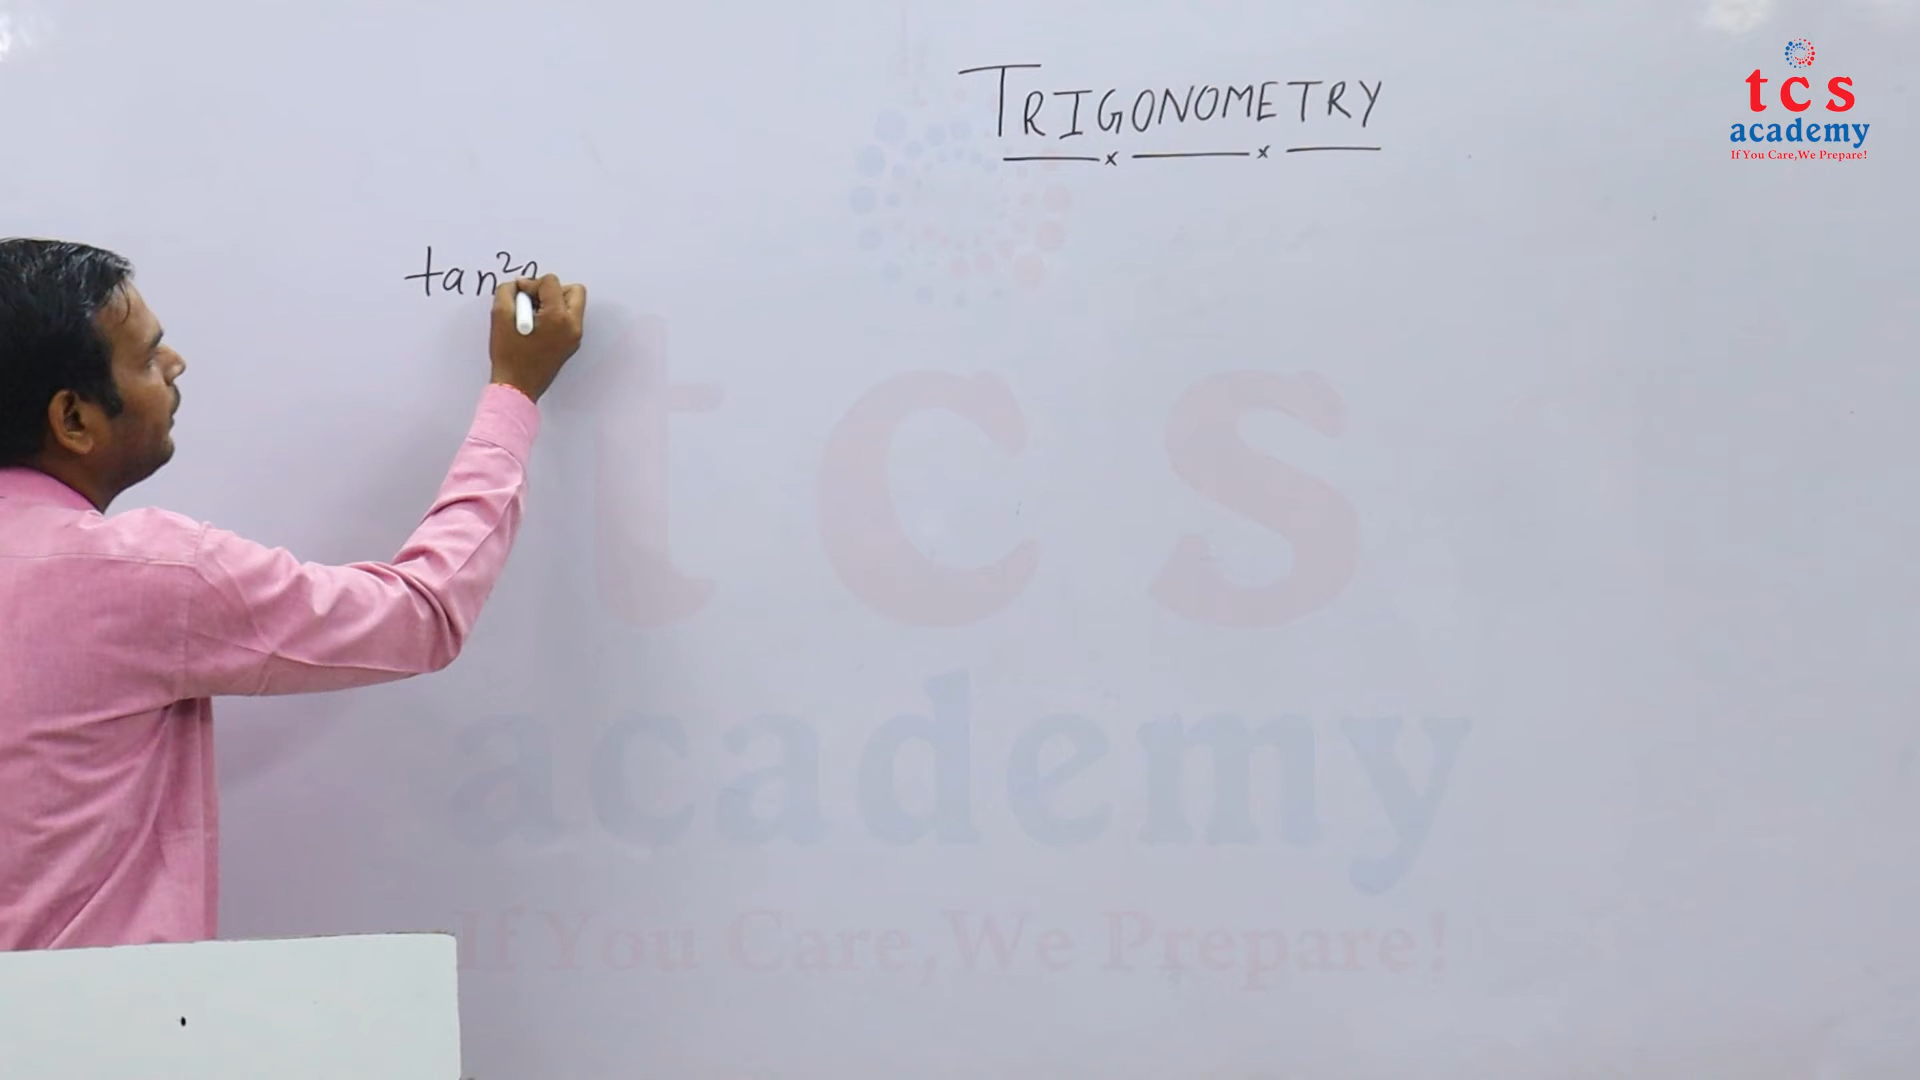 TRIGONOMETRY
tcs
academy
If You Care,We Prepare!
tan²
tcs
academy
If You Care,We Prepare!